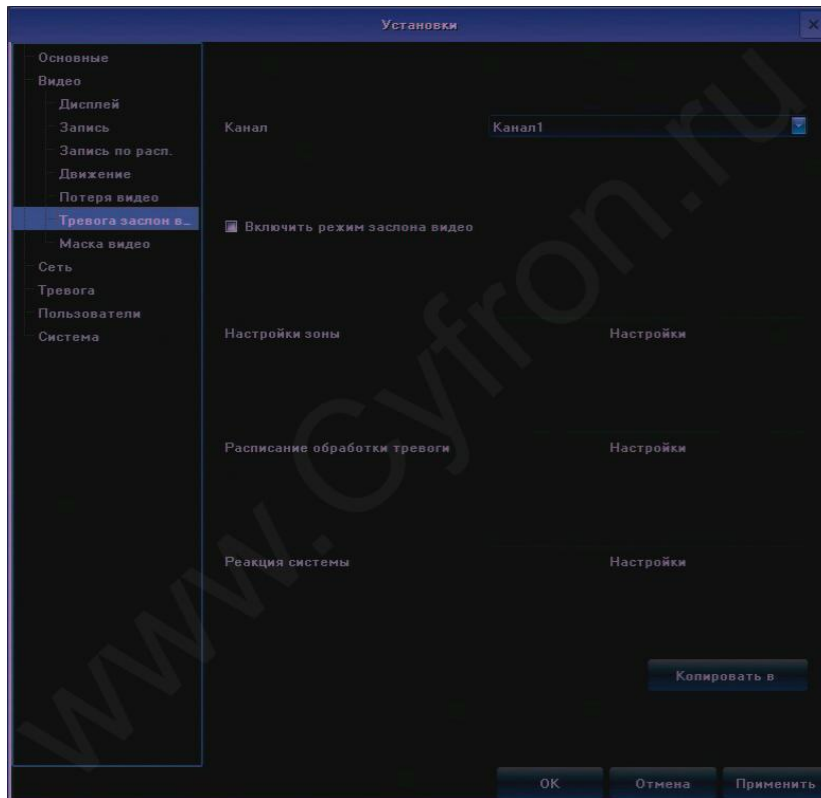 Установки
Основные
Видео
Дисплей
Запись
Запись по расп.
Движение
Потеря видео
Тревога заслон в…
Маска видео
Сеть
Тревога
Пользователи
Система
Канал Канал1
Включить режим заслона видео
Настройки зоны Настройки
Расписание обработки тревоги Настройки
Реакция системы Настройки
Копировать в
OK Отмена Применить
www.Cyfron.ru